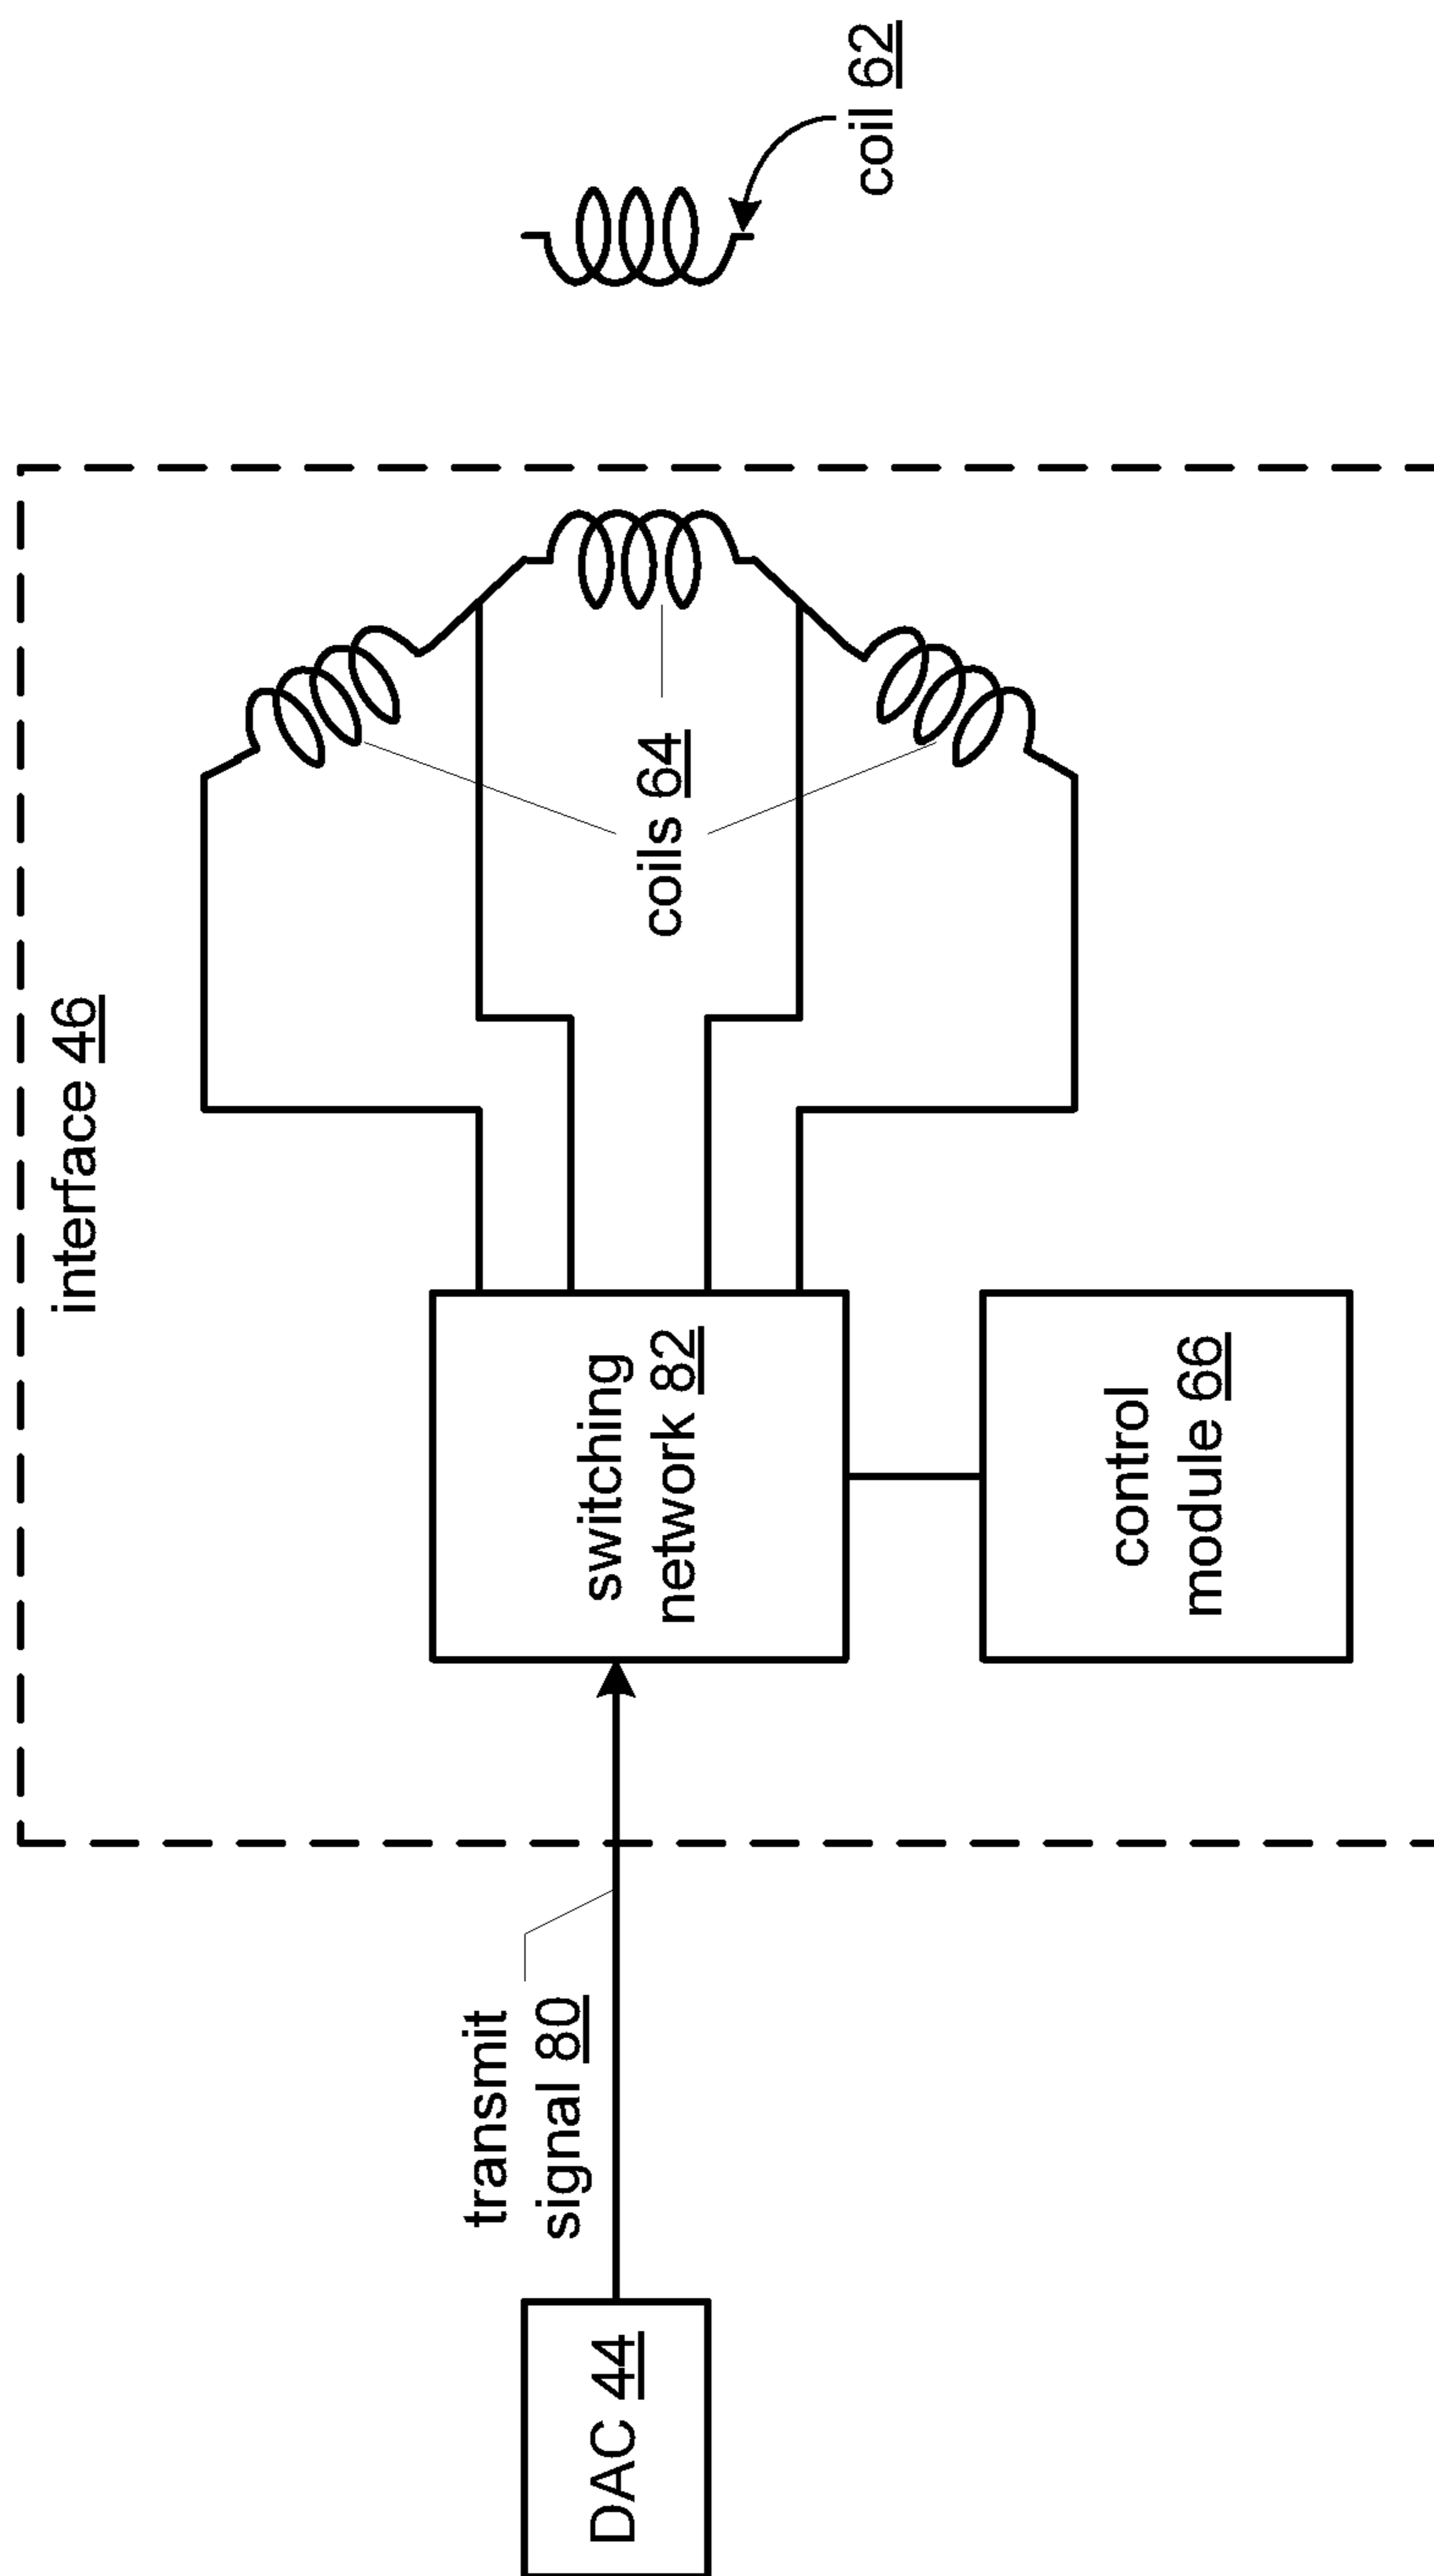 interface 46
DAC 44
transmit
signal 80
switching
network 82
control
module 66
coils 64
coil 62